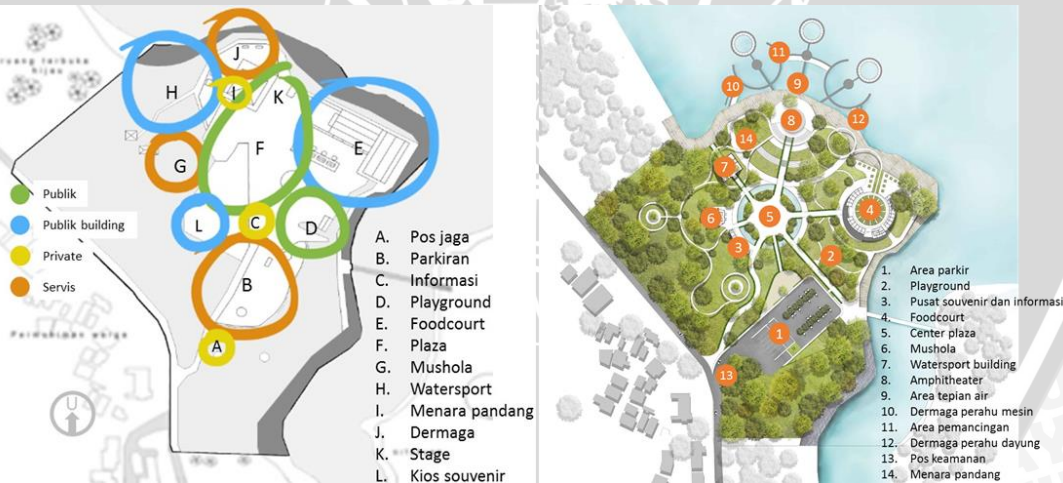 ruang terbuka
hijau
J
H
I
K
F
E
G
Publik
Publik building
Private
Servis
L
C
D
B
A
U
Permukiman warga
A. Pos jaga
B. Parkiran
C. Informasi
D. Playground
E. Foodcourt
F. Plaza
G. Mushola
H. Watersport
I. Menara pandang
J. Dermaga
K. Stage
L. Kios souvenir
11
10
9
8
12
14
7
6
5
4
3
2
1
13
1. Area parkir
2. Playground
3. Pusat souvenir dan informasi
4. Foodcourt
5. Center plaza
6. Mushola
7. Watersport building
8. Amphitheater
9. Area tepian air
10. Dermaga perahu mesin
11. Area pemancingan
12. Dermaga perahu dayung
13. Pos keamanan
14. Menara pandang